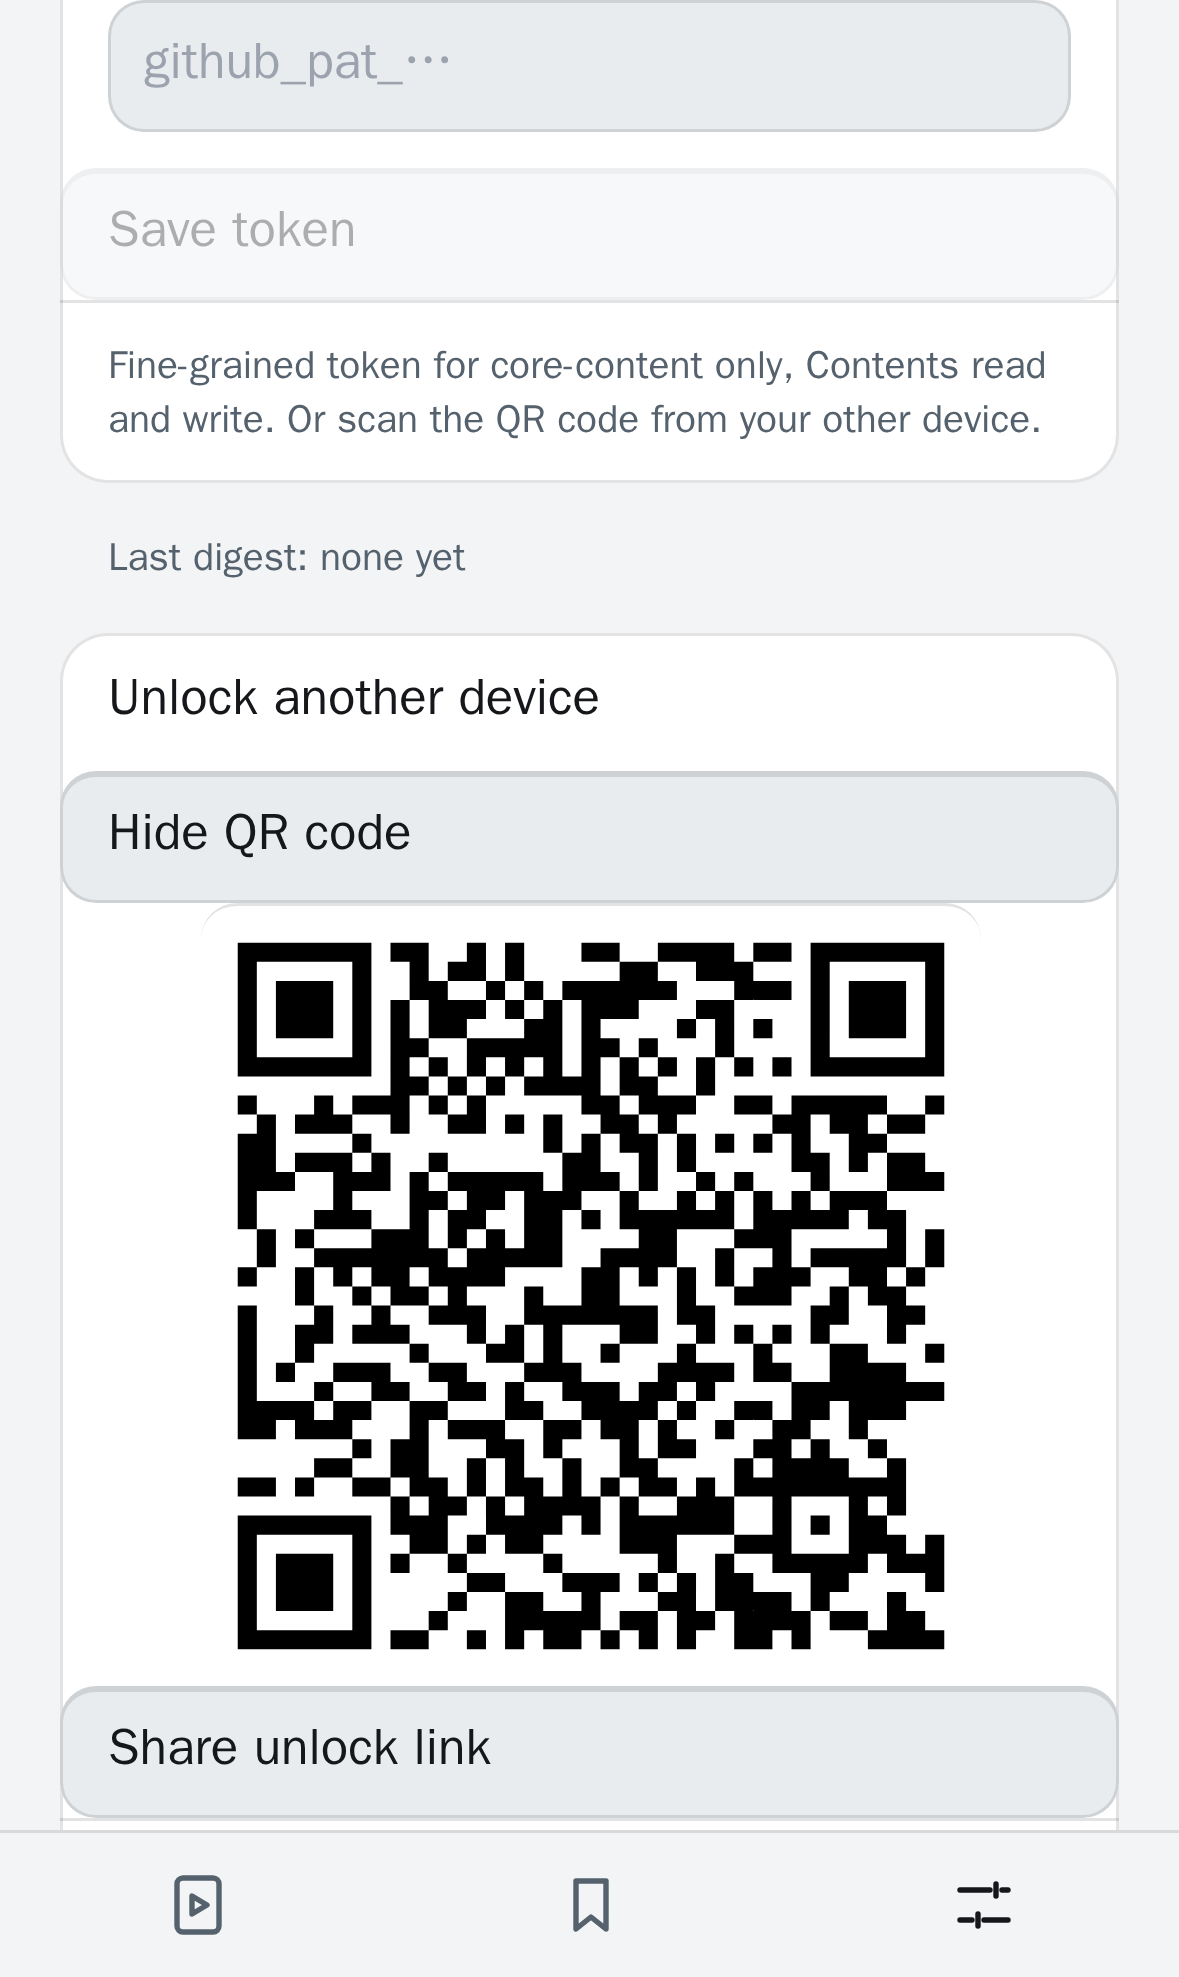 github_pat_···
Save token
Fine-grained token for core-content only, Contents read
and write. Or scan the QR code from your other device.
Last digest: none yet
Unlock another device
Hide QR code
Share unlock link